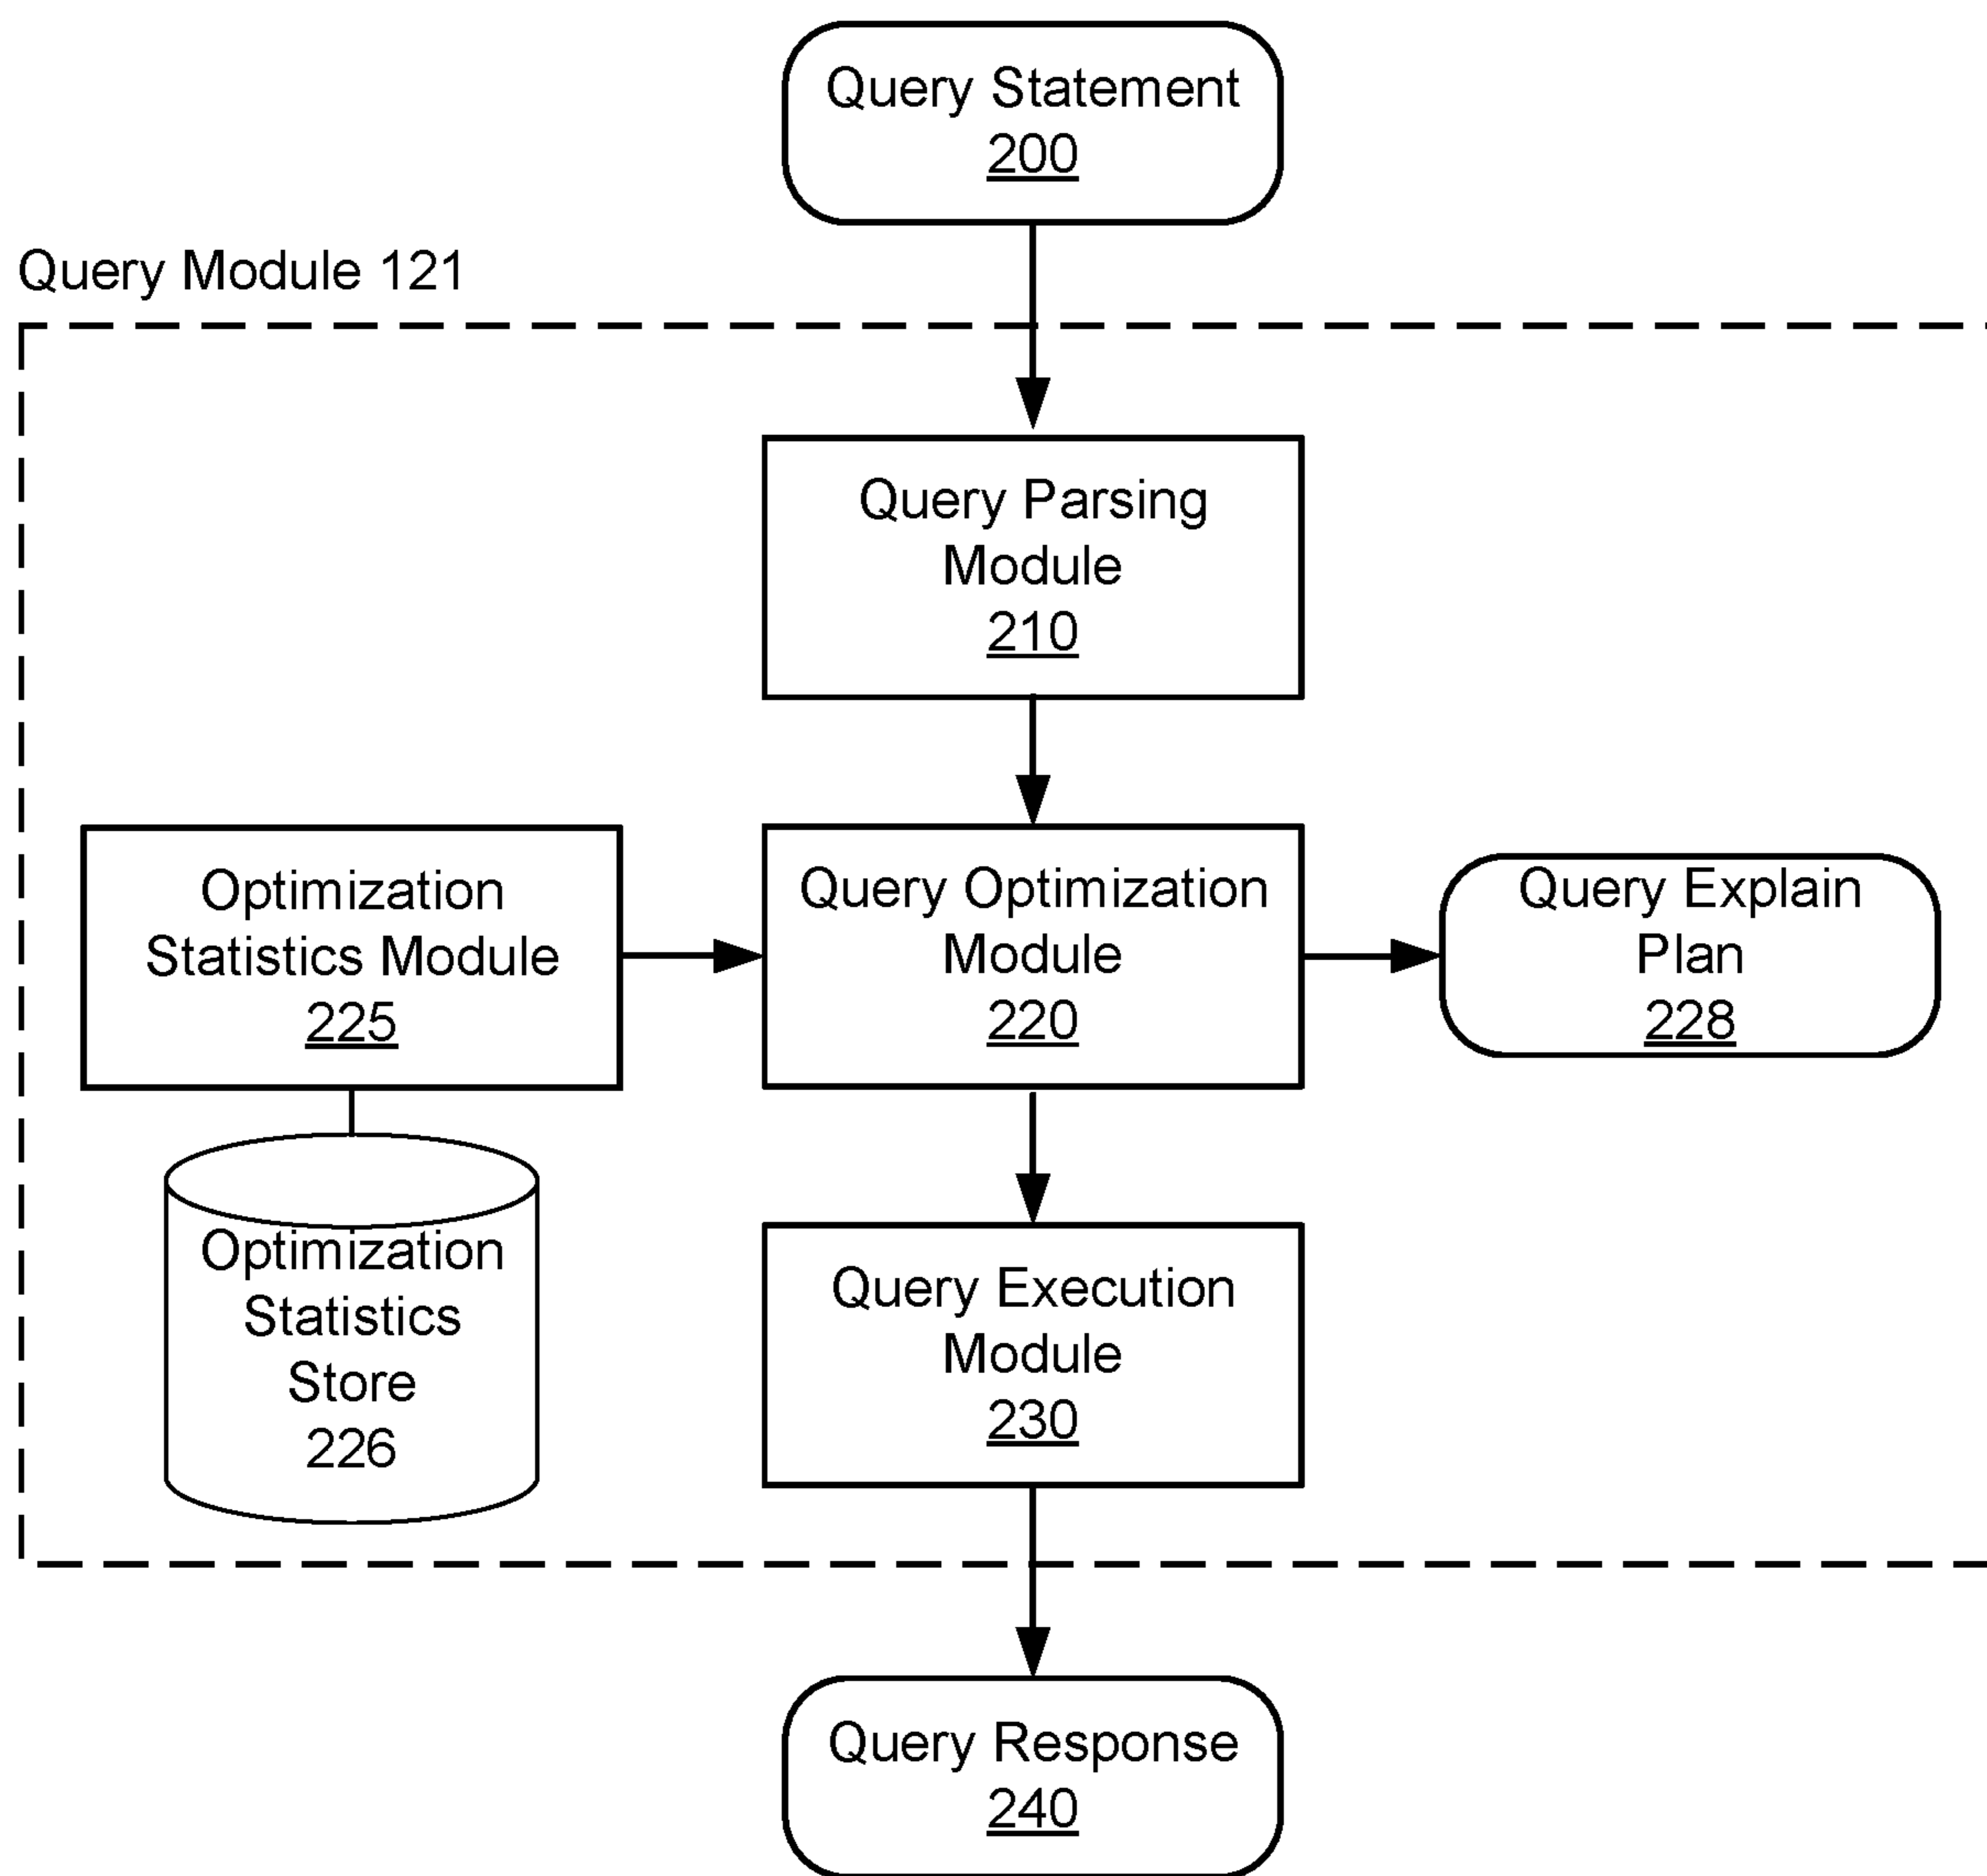 Query Statement
200
Query Module 121
Query Parsing
Module
210
Optimization
Statistics Module
225
Query Optimization
Module
220
Query Explain
Plan
228
Optimization
Statistics
Store
226
Query Execution
Module
230
Query Response
240